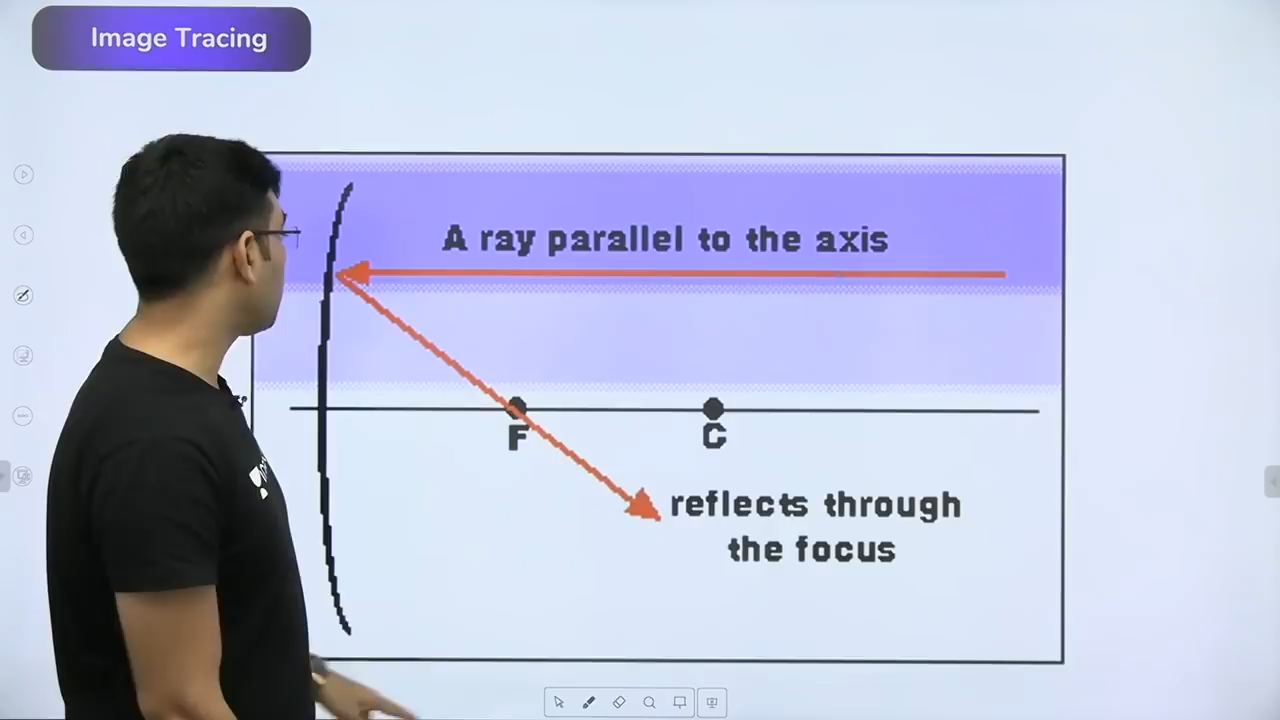 Image Tracing
A ray parallel to the axis
F
C
reflects through
the focus